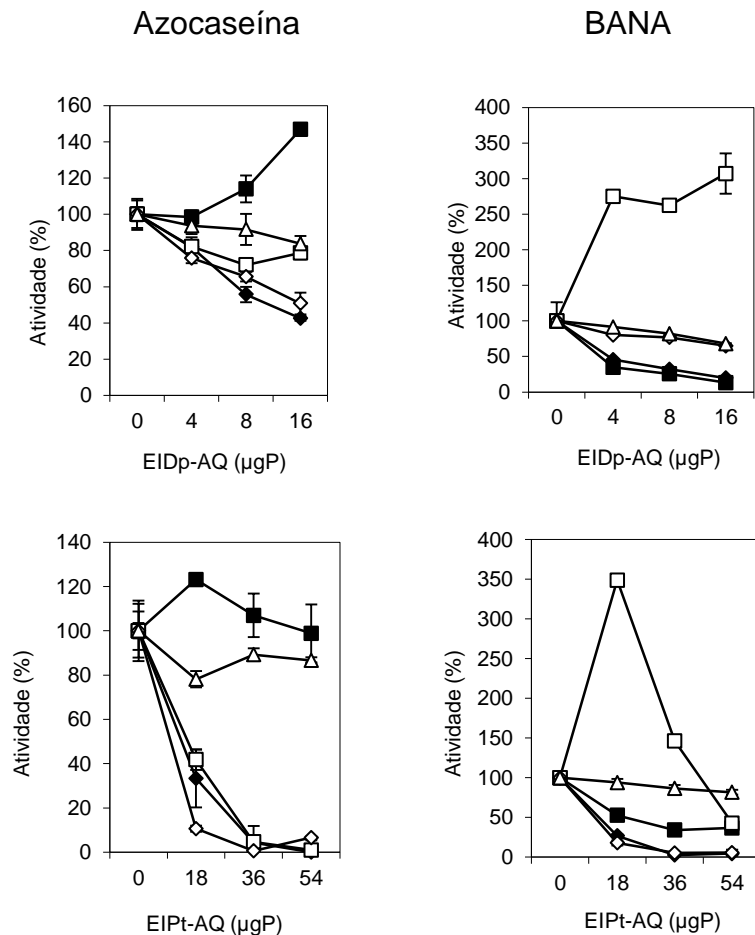 Azocaseína
BANA
160
140
120
100
80
60
40
20
0
Atividade (%)
0 4 8 16
EIDp-AQ (µgP)
400
350
300
250
200
150
100
50
0
Atividade (%)
0 4 8 16
EIDp-AQ (µgP)
140
120
100
80
60
40
20
0
Atividade (%)
0 18 36 54
EIPt-AQ (µgP)
400
350
300
250
200
150
100
50
0
Atividade (%)
0 18 36 54
EIPt-AQ (µgP)